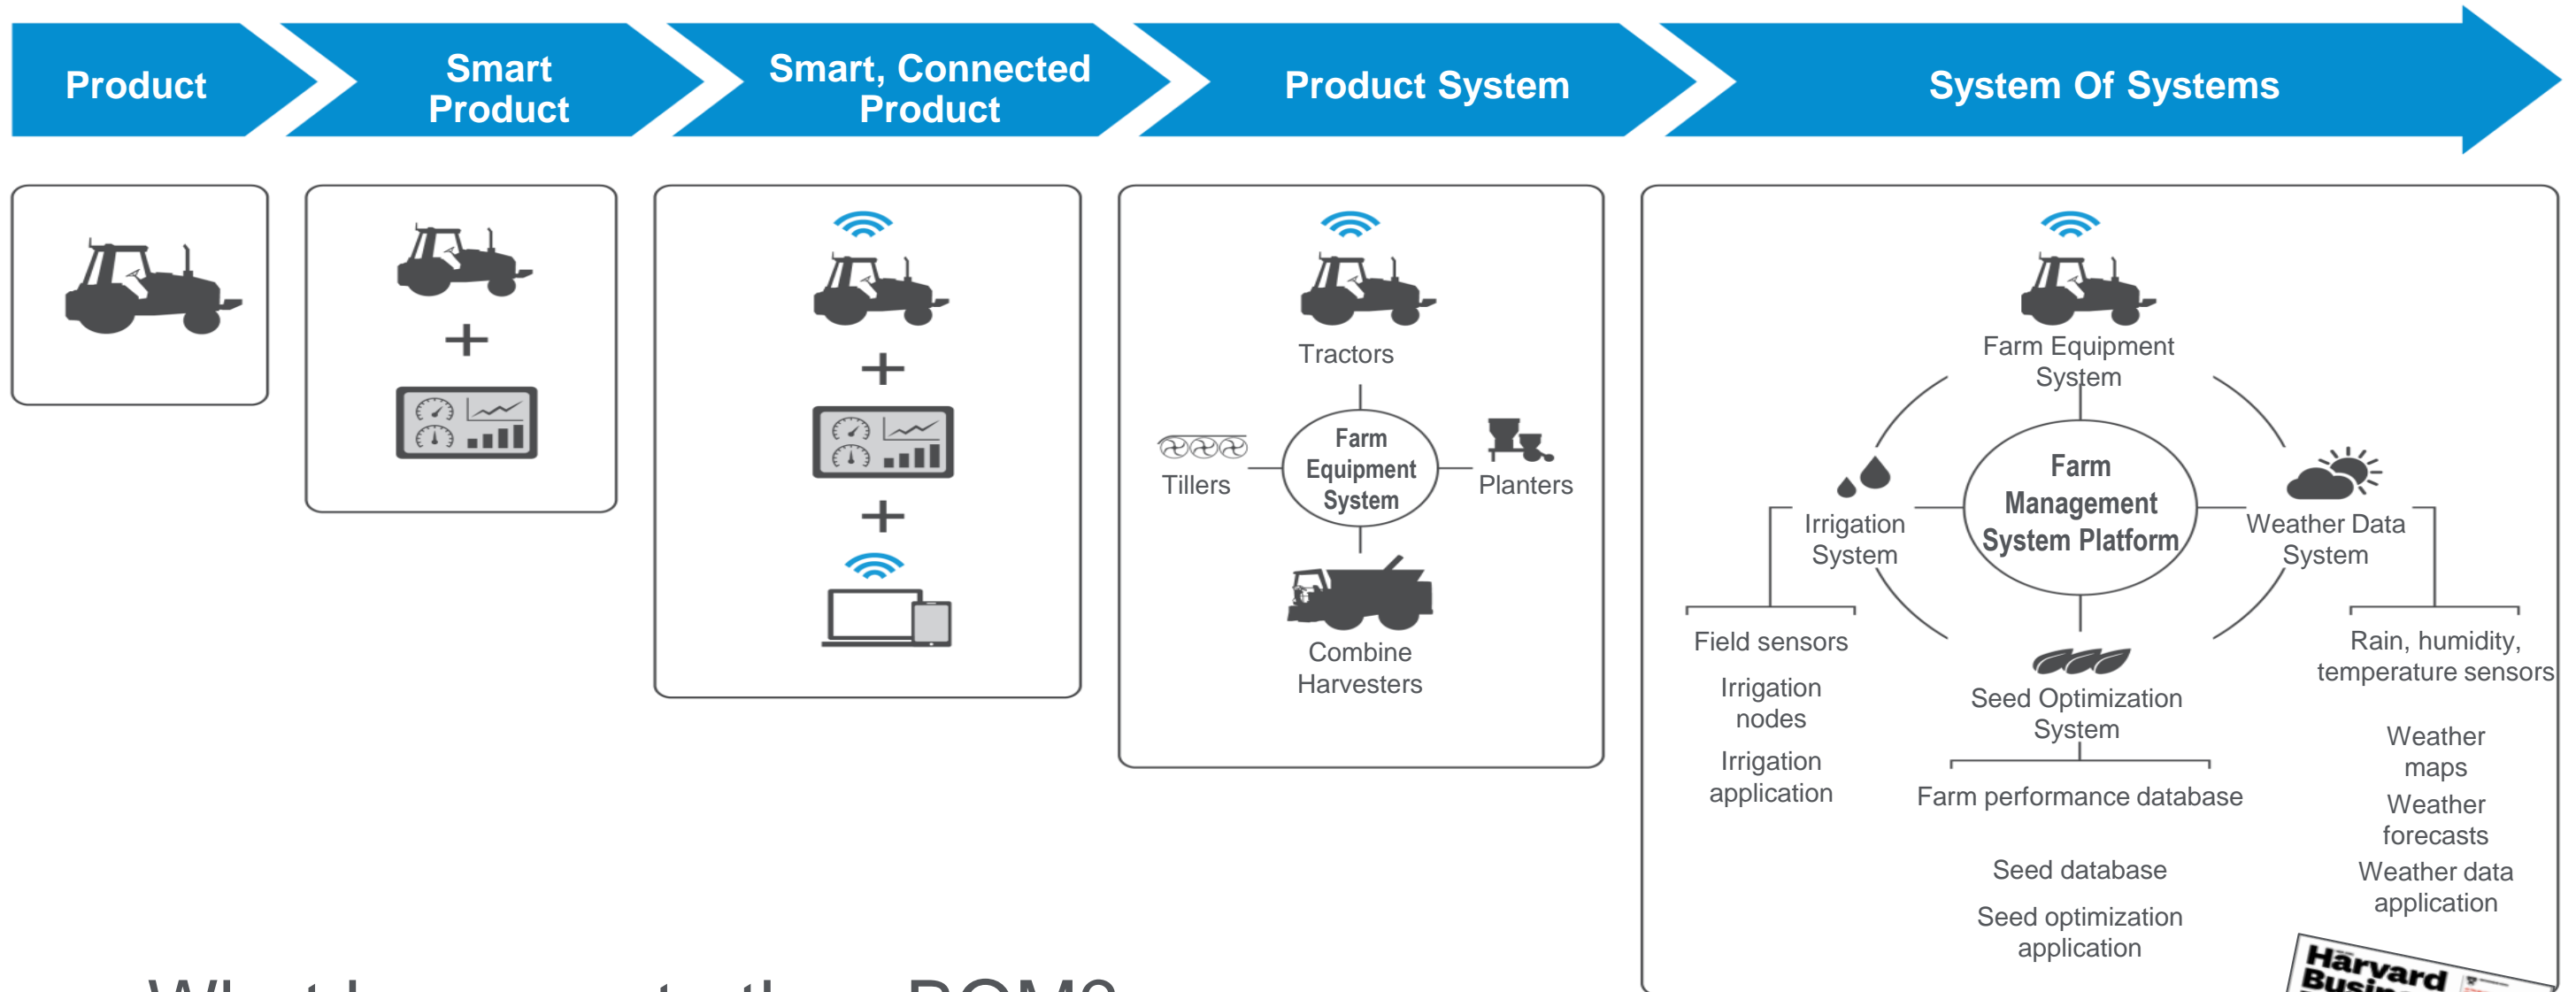 Product
Smart
Product
Smart, Connected
Product
Product System
System Of Systems
Tractors
Farm
Equipment
System
Tillers
Planters
Combine
Harvesters
Farm Equipment
System
Farm
Management
System Platform
Irrigation
System
Weather Data
System
Field sensors
Irrigation
nodes
Irrigation
application
Seed Optimization
System
Farm performance database
Seed database
Seed optimization
application
Rain, humidity,
temperature sensors
Weather
maps
Weather
forecasts
Weather data
application
Harvard
Business